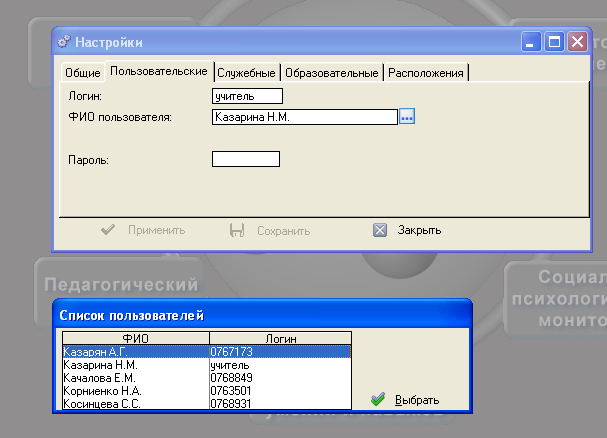 Настройки
Общие Пользовательские Служебные Образовательные Расположения
Логин: учитель
ФИО пользователя: Казарина Н.М. ...
Пароль:
Применить Сохранить Закрыть
Педагогический
Список пользователей
ФИО Логин
Казарян А.Г. 0767173
Казарина Н.М. учитель
Качалова Е.М. 0768849
Корниенко Н.А. 0763501
Косинцева С.С. 0768931
Выбрать
Социал
психологи
монито